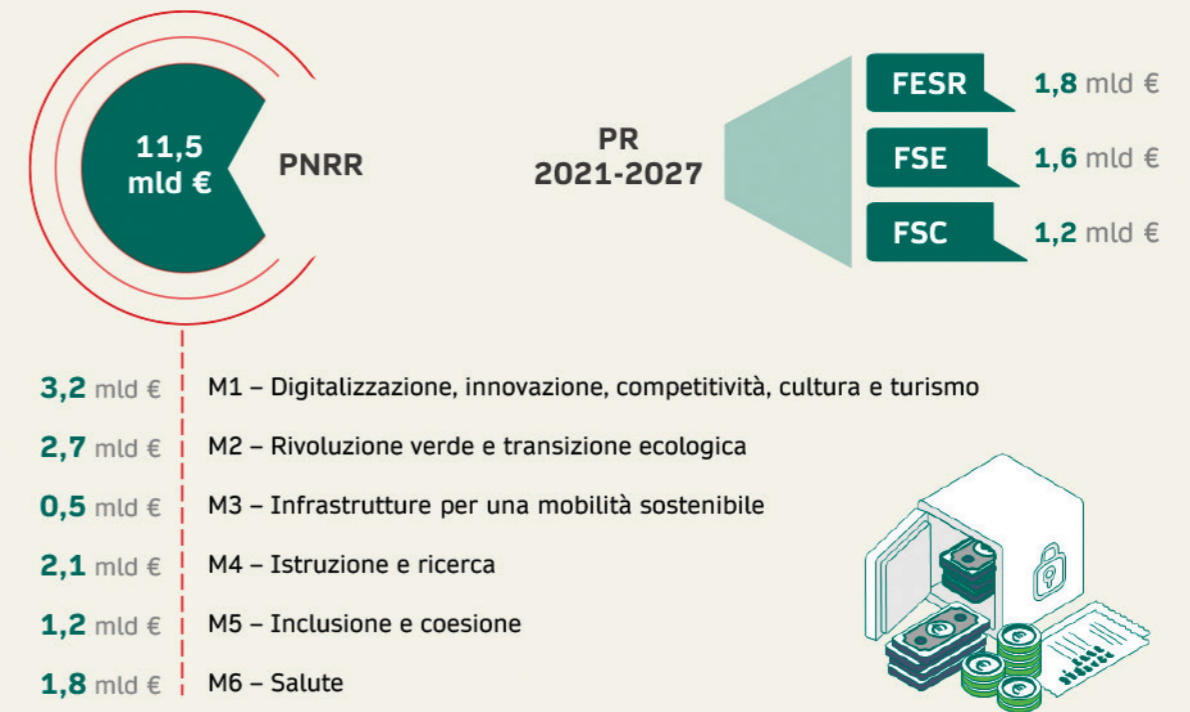 11,5
mld €
PNRR
PR
2021-2027
FESR 1,8 mld €
FSE 1,6 mld €
FSC 1,2 mld €
3,2 mld € M1 – Digitalizzazione, innovazione, competitività, cultura e turismo
2,7 mld € M2 – Rivoluzione verde e transizione ecologica
0,5 mld € M3 – Infrastrutture per una mobilità sostenibile
2,1 mld € M4 – Istruzione e ricerca
1,2 mld € M5 – Inclusione e coesione
1,8 mld € M6 – Salute